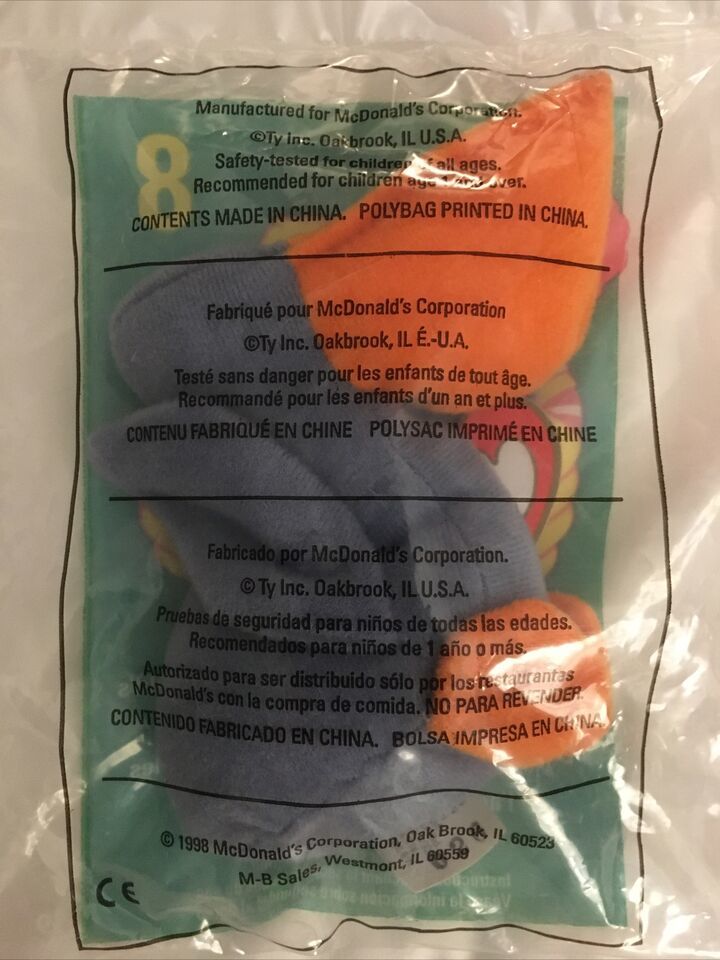 8
Manufactured for McDonald's Corporation.
©Ty Inc. Oakbrook, IL U.S.A.
Safety-tested for children of all ages.
Recommended for children age 1 and over.
CONTENTS MADE IN CHINA. POLYBAG PRINTED IN CHINA.
Fabriqué pour McDonald's Corporation
©Ty Inc. Oakbrook, IL É.-U.A.
Testé sans danger pour les enfants de tout âge.
Recommandé pour les enfants d'un an et plus.
CONTENU FABRIQUÉ EN CHINE POLYSAC IMPRIMÉ EN CHINE
Fabricado por McDonald's Corporation.
© Ty Inc. Oakbrook, IL U.S.A.
Pruebas de seguridad para niños de todas las edades.
Recomendados para niños de 1 año o más.
Autorizado para ser distribuido sólo por los restaurantes
McDonald's con la compra de comida. NO PARA REVENDER.
CONTENIDO FABRICADO EN CHINA. BOLSA IMPRESA EN CHINA.
© 1998 McDonald's Corporation, Oak Brook, IL 60523
M-B Sales, Westmont, IL 60559
CE